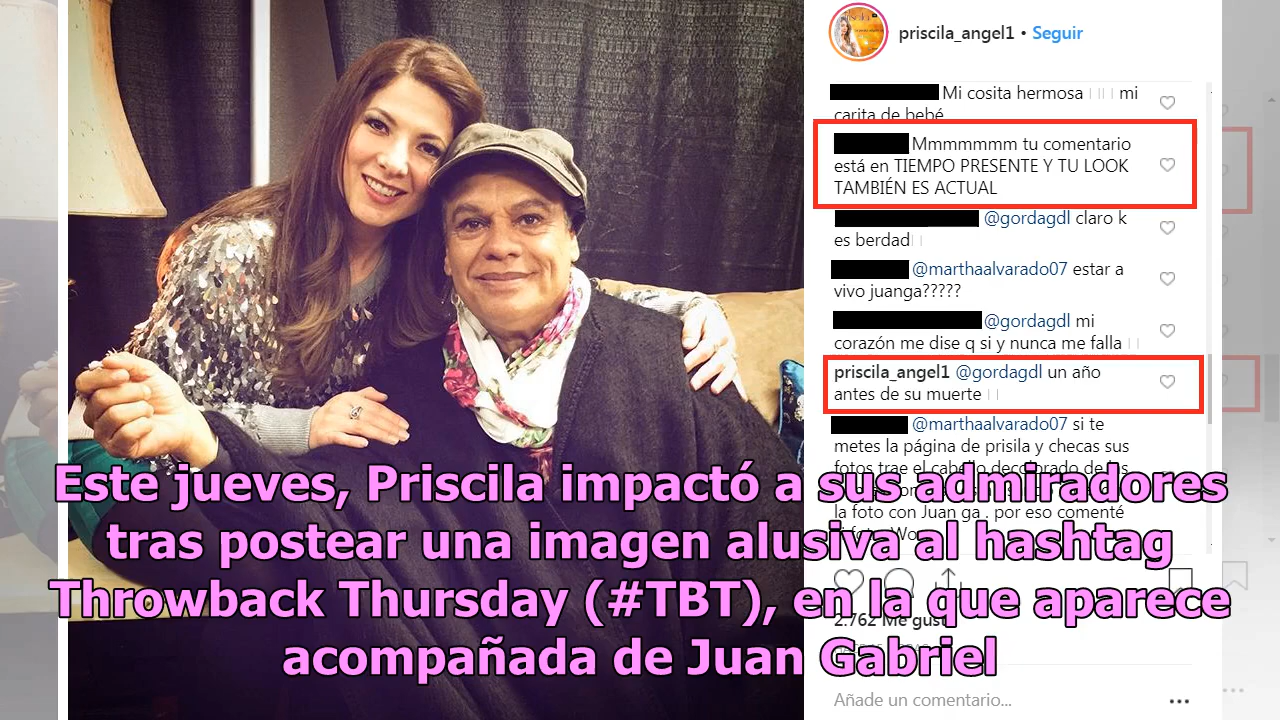 priscila_angel1 • Seguir
Mi cosita hermosa mi
carita de bebé
Mmmmmmm tu comentario
está en TIEMPO PRESENTE Y TU LOOK
TAMBIÉN ES ACTUAL
@gordagdl claro k
es berdad
@marthaalvarado07 estar a
vivo juanga?????
@gordagdl mi
corazón me dise q si y nunca me falla
priscila_angel1 @gordagdl un año
antes de su muerte
@marthaalvarado07 si te
metes la página de prisila y checas sus
fotos trae el cabello decolorado de
la foto con Juan ga . por eso comenté
Este jueves, Priscila impactó a sus admiradores
tras postear una imagen alusiva al hashtag
Throwback Thursday (#TBT), en la que aparece
acompañada de Juan Gabriel
2.762 Me gusta
Añade un comentario...